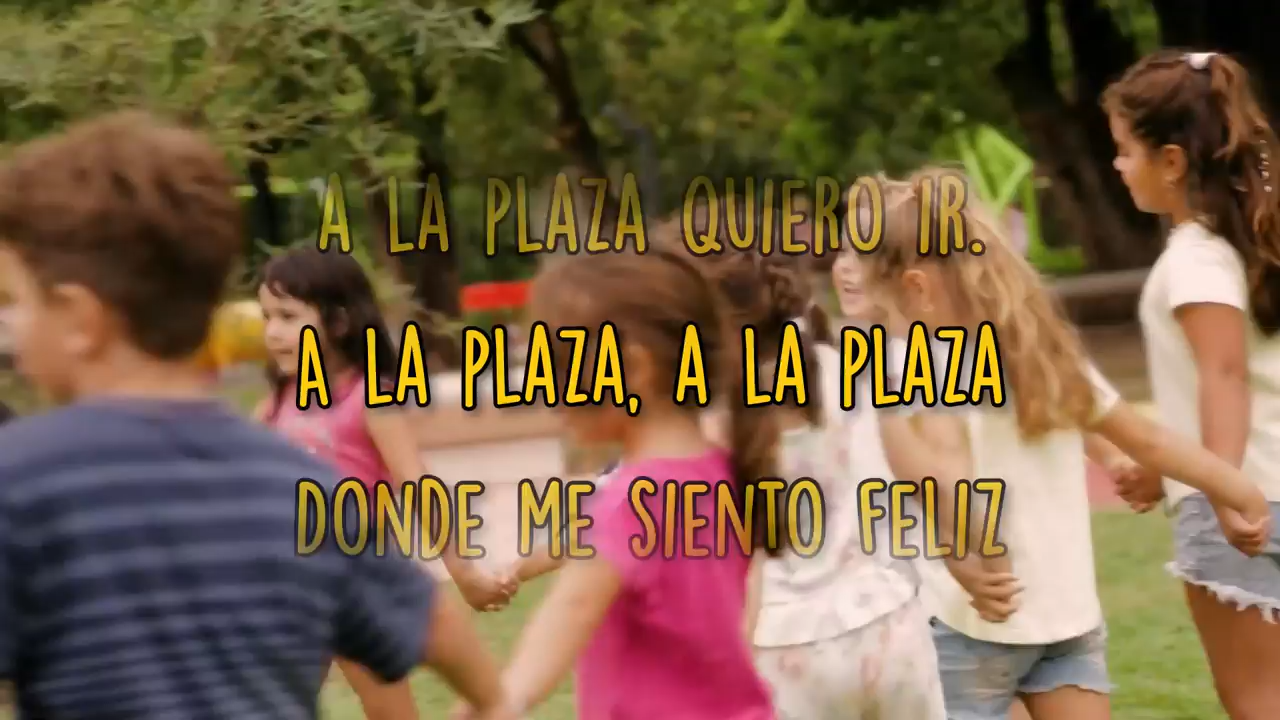 A LA PLAZA QUIERO IR.
A LA PLAZA, A LA PLAZA
DONDE ME SIENTO FELIZ